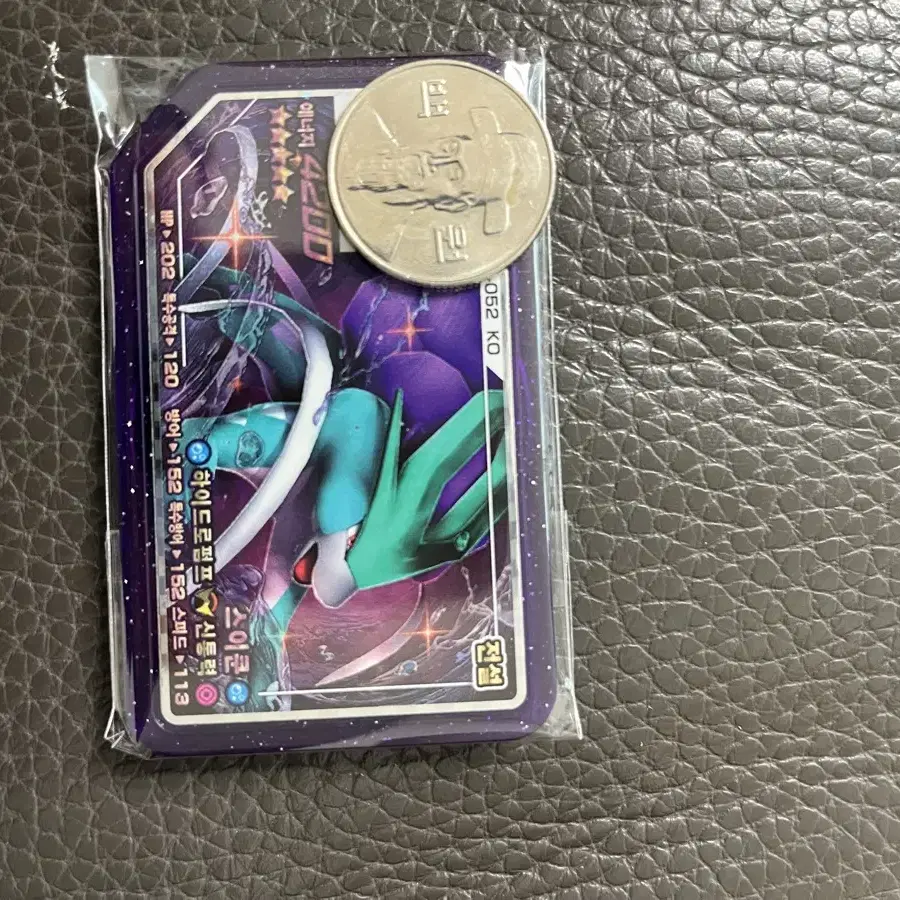 백
원
에너지 4200
052 KO
전설
스이쿤
하이드로펌프 신통력
HP▶202 특수공격▶120 방어▶152 특수방어▶152 스피드▶113